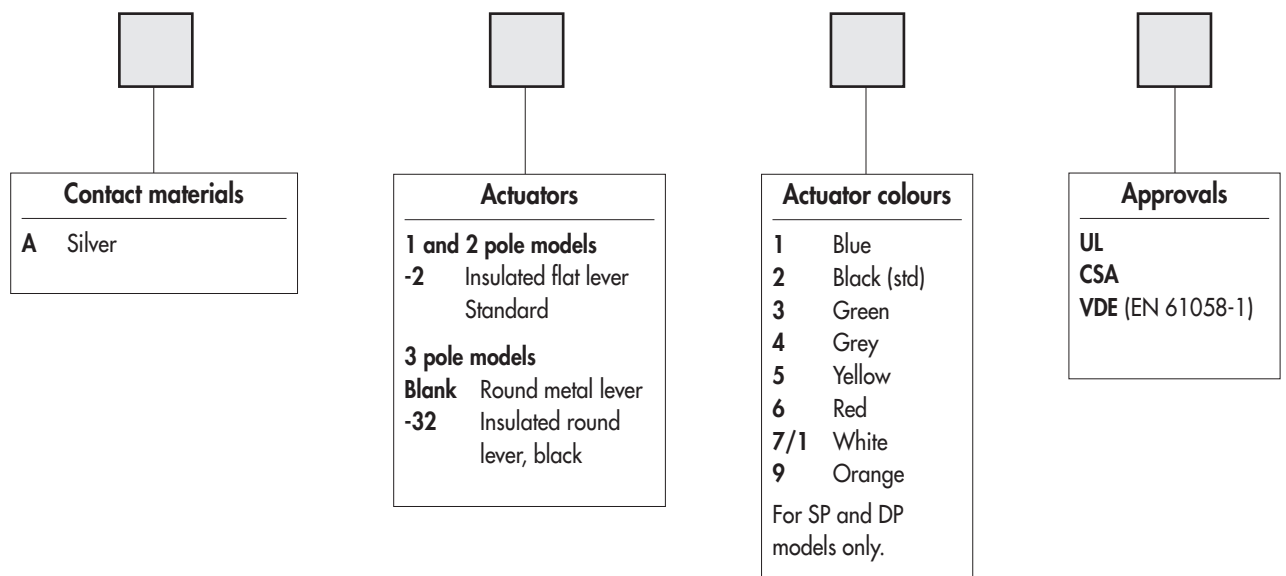 Contact materials
A Silver
Actuators
1 and 2 pole models
-2 Insulated flat lever
Standard
3 pole models
Blank Round metal lever
-32 Insulated round
lever, black
Actuator colours
1 Blue
2 Black (std)
3 Green
4 Grey
5 Yellow
6 Red
7/1 White
9 Orange
For SP and DP
models only.
Approvals
UL
CSA
VDE (EN 61058-1)